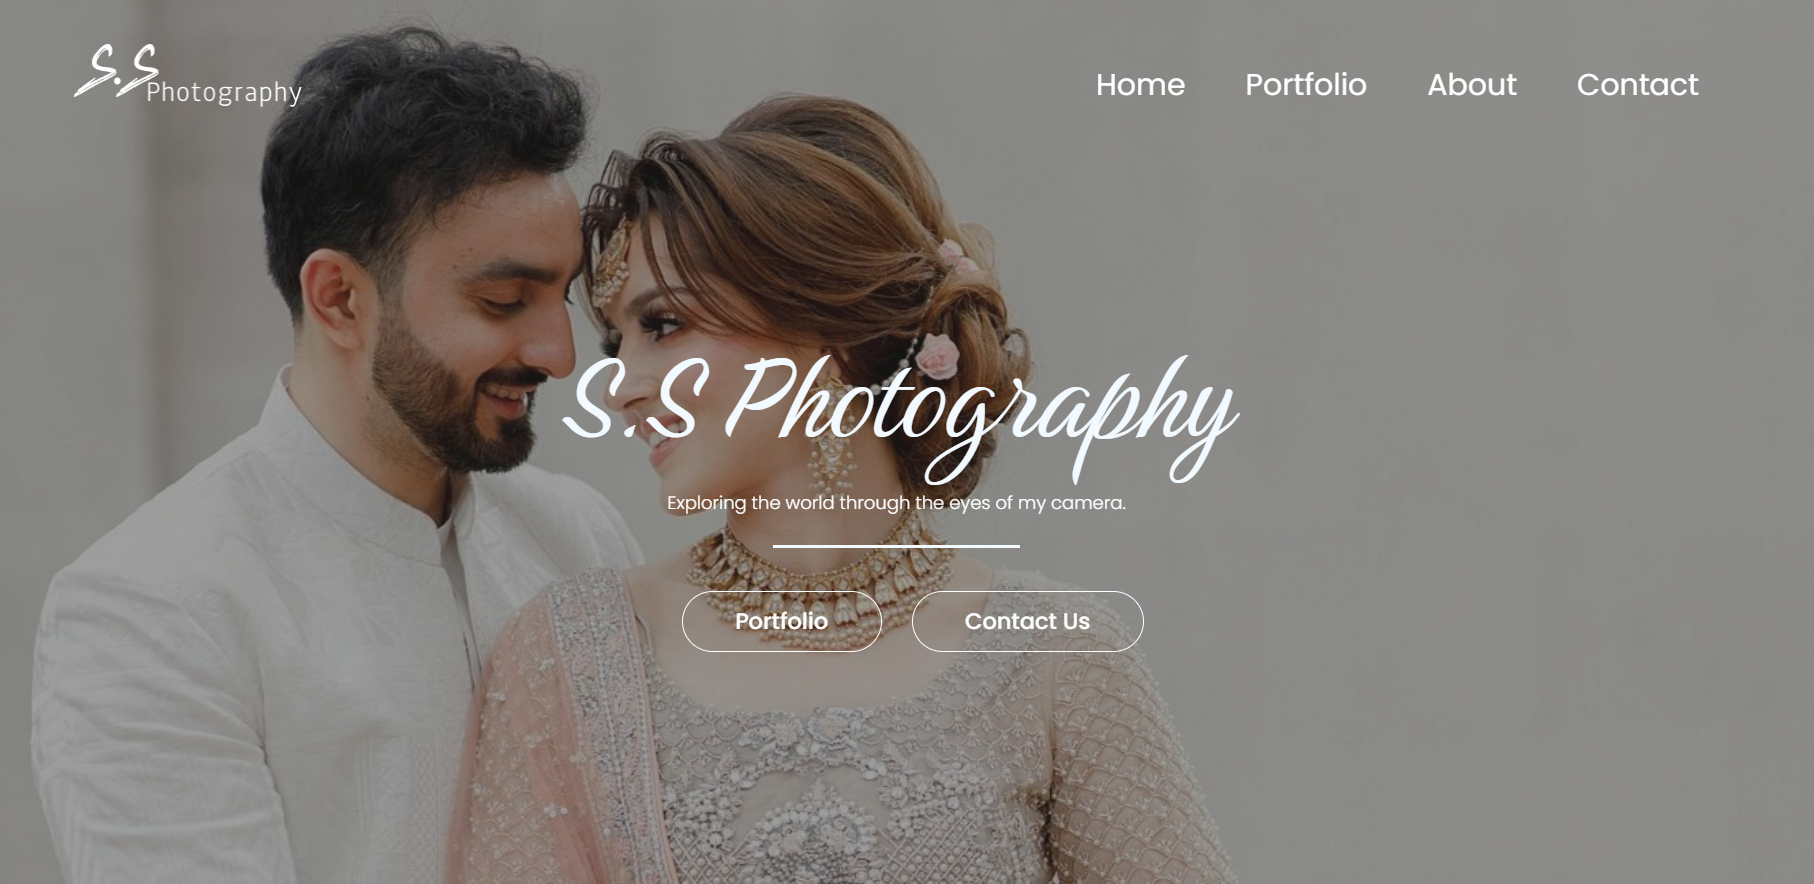 S.S Photography
Home Portfolio About Contact
S.S Photography
Exploring the world through the eyes of my camera.
Portfolio Contact Us